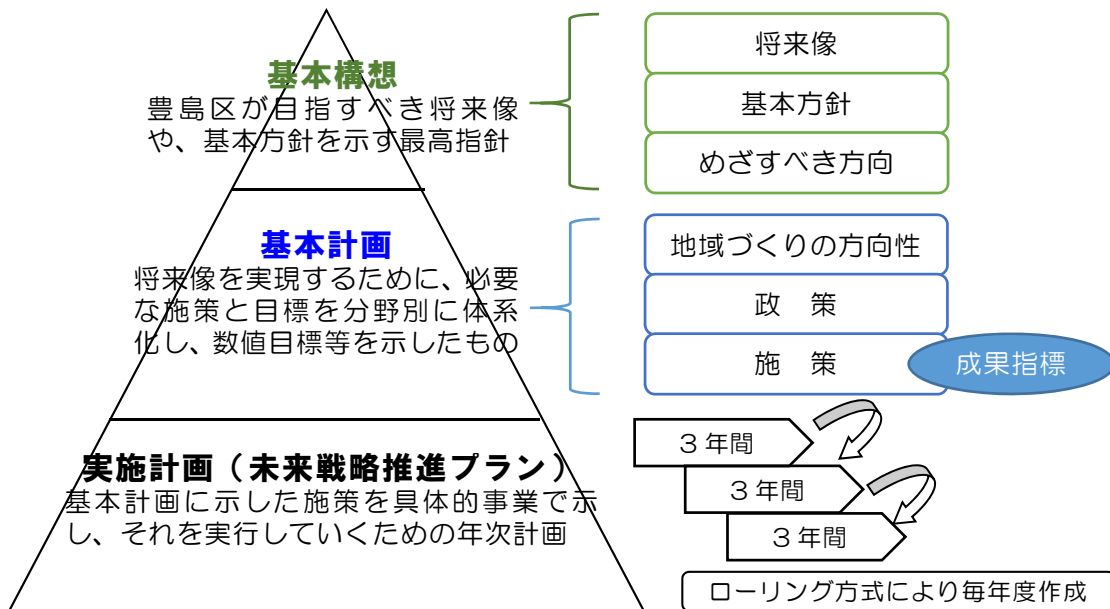 基本構想
豊島区が目指すべき将来像
や、基本方針を示す最高指針
将来像
基本方針
めざすべき方向
基本計画
将来像を実現するために、必要
な施策と目標を分野別に体系
化し、数値目標等を示したもの
地域づくりの方向性
政　策
施　策
成果指標
実施計画（未来戦略推進プラン）
基本計画に示した施策を具体的事業で示
し、それを実行していくための年次計画
３年間
３年間
３年間
ローリング方式により毎年度作成